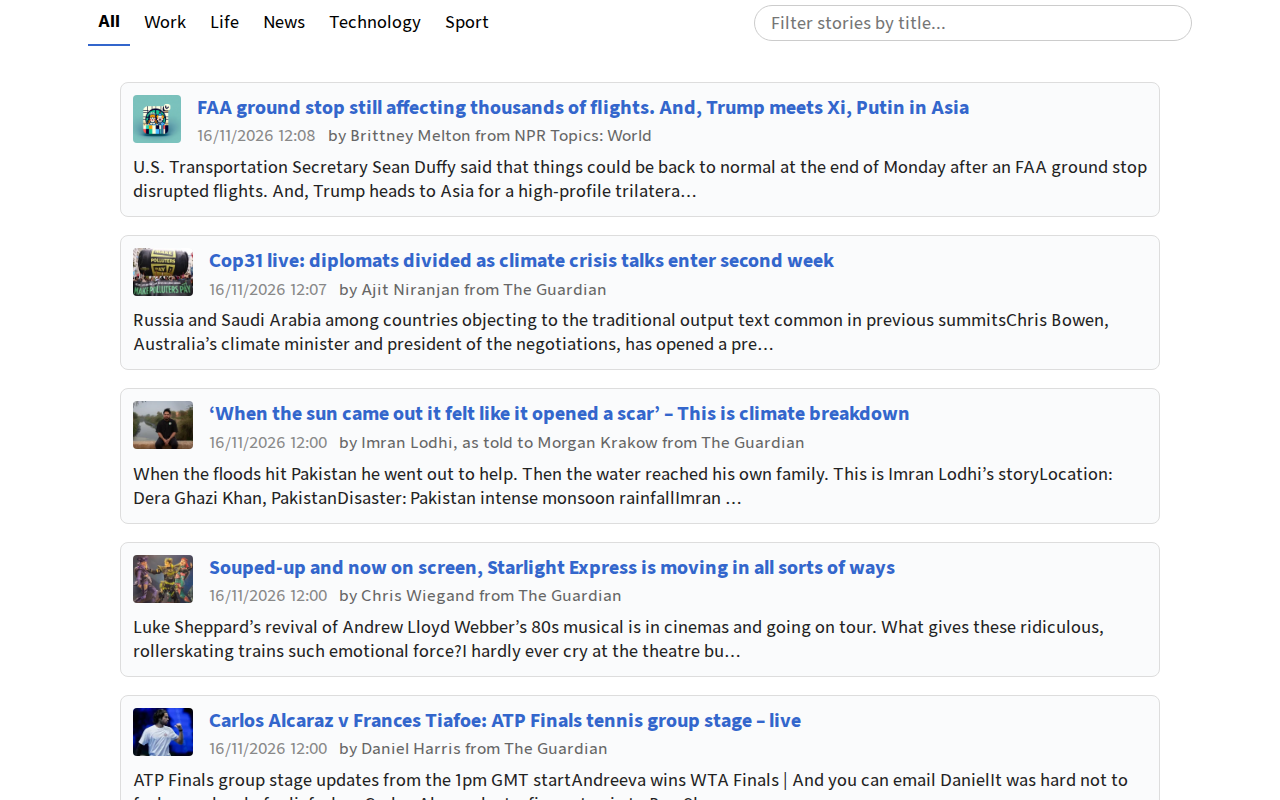 All Work Life News Technology Sport Filter stories by title...
FAA ground stop still affecting thousands of flights. And, Trump meets Xi, Putin in Asia
16/11/2026 12:08 by Brittney Melton from NPR Topics: World
U.S. Transportation Secretary Sean Duffy said that things could be back to normal at the end of Monday after an FAA ground stop
disrupted flights. And, Trump heads to Asia for a high-profile trilatera…
Cop31 live: diplomats divided as climate crisis talks enter second week
16/11/2026 12:07 by Ajit Niranjan from The Guardian
Russia and Saudi Arabia among countries objecting to the traditional output text common in previous summitsChris Bowen,
Australia’s climate minister and president of the negotiations, has opened a pre…
‘When the sun came out it felt like it opened a scar’ – This is climate breakdown
16/11/2026 12:00 by Imran Lodhi, as told to Morgan Krakow from The Guardian
When the floods hit Pakistan he went out to help. Then the water reached his own family. This is Imran Lodhi’s storyLocation:
Dera Ghazi Khan, PakistanDisaster: Pakistan intense monsoon rainfallImran …
Souped-up and now on screen, Starlight Express is moving in all sorts of ways
16/11/2026 12:00 by Chris Wiegand from The Guardian
Luke Sheppard’s revival of Andrew Lloyd Webber’s 80s musical is in cinemas and going on tour. What gives these ridiculous,
rollerskating trains such emotional force?I hardly ever cry at the theatre bu…
Carlos Alcaraz v Frances Tiafoe: ATP Finals tennis group stage – live
16/11/2026 12:00 by Daniel Harris from The Guardian
ATP Finals group stage updates from the 1pm GMT startAndreeva wins WTA Finals | And you can email DanielIt was hard not to